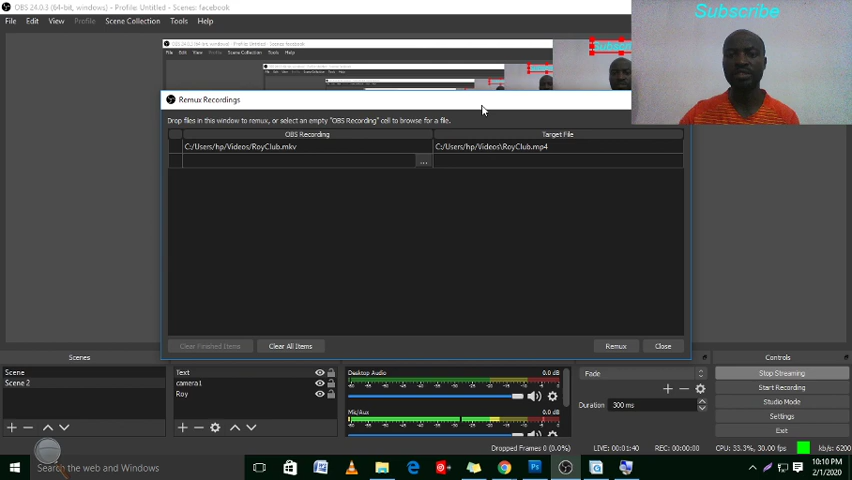 OBS 24.0.3 (64-bit, windows) - Profile: Untitled - Scenes: facebook
File Edit View Profile Scene Collection Tools Help
Subscribe
Remux Recordings
Drop files in this window to remux, or select an empty "OBS Recording" cell to browse for a file.
OBS Recording Target File
C:/Users/hp/Videos/RoyClub.mkv C:/Users/hp/Videos\RoyClub.mp4
...
Clear Finished Items Clear All Items Remux Close
Scenes Controls
Scene
Scene 2
Text
camera1
Roy
Desktop Audio 0.0 dB
Mic/Aux 0.0 dB
Fade
Duration 300 ms
Stop Streaming
Start Recording
Studio Mode
Settings
Exit
Dropped Frames 0 (0.0%) LIVE: 00:01:40 REC: 00:00:00 CPU: 33.3%, 30.00 fps kb/s: 6200
Search the web and Windows
10:10 PM
2/1/2020